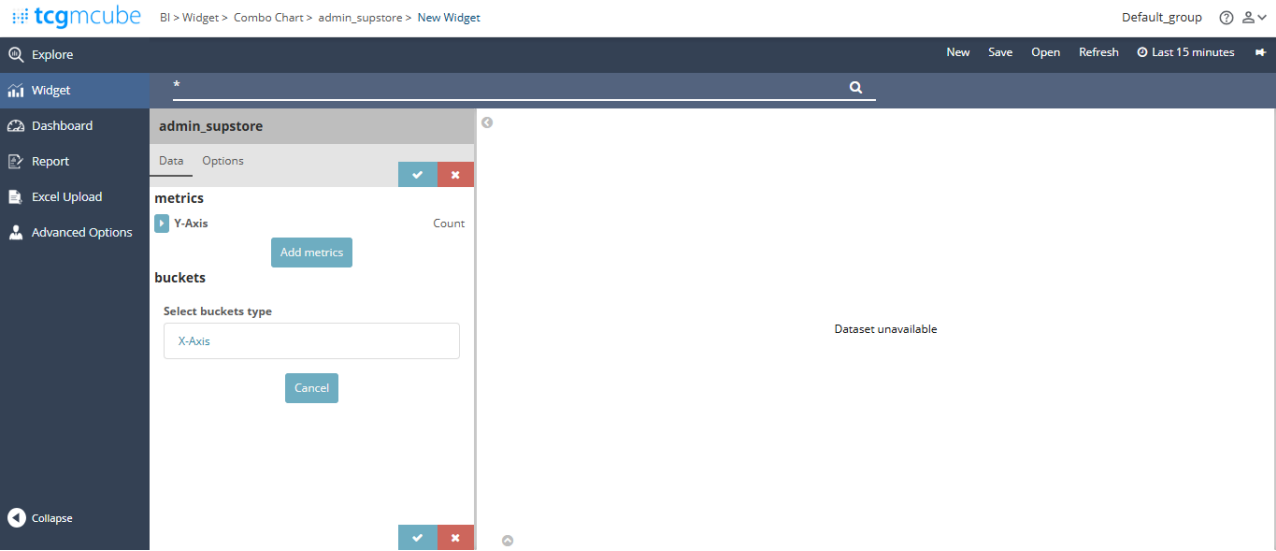 tcgmcube
BI > Widget > Combo Chart > admin_supstore > New Widget
Default_group
Explore
New Save Open Refresh Last 15 minutes
Widget
*
Dashboard
Report
Excel Upload
Advanced Options
Collapse
admin_supstore
Data Options
metrics
Y-Axis Count
Add metrics
buckets
Select buckets type
X-Axis
Cancel
Dataset unavailable